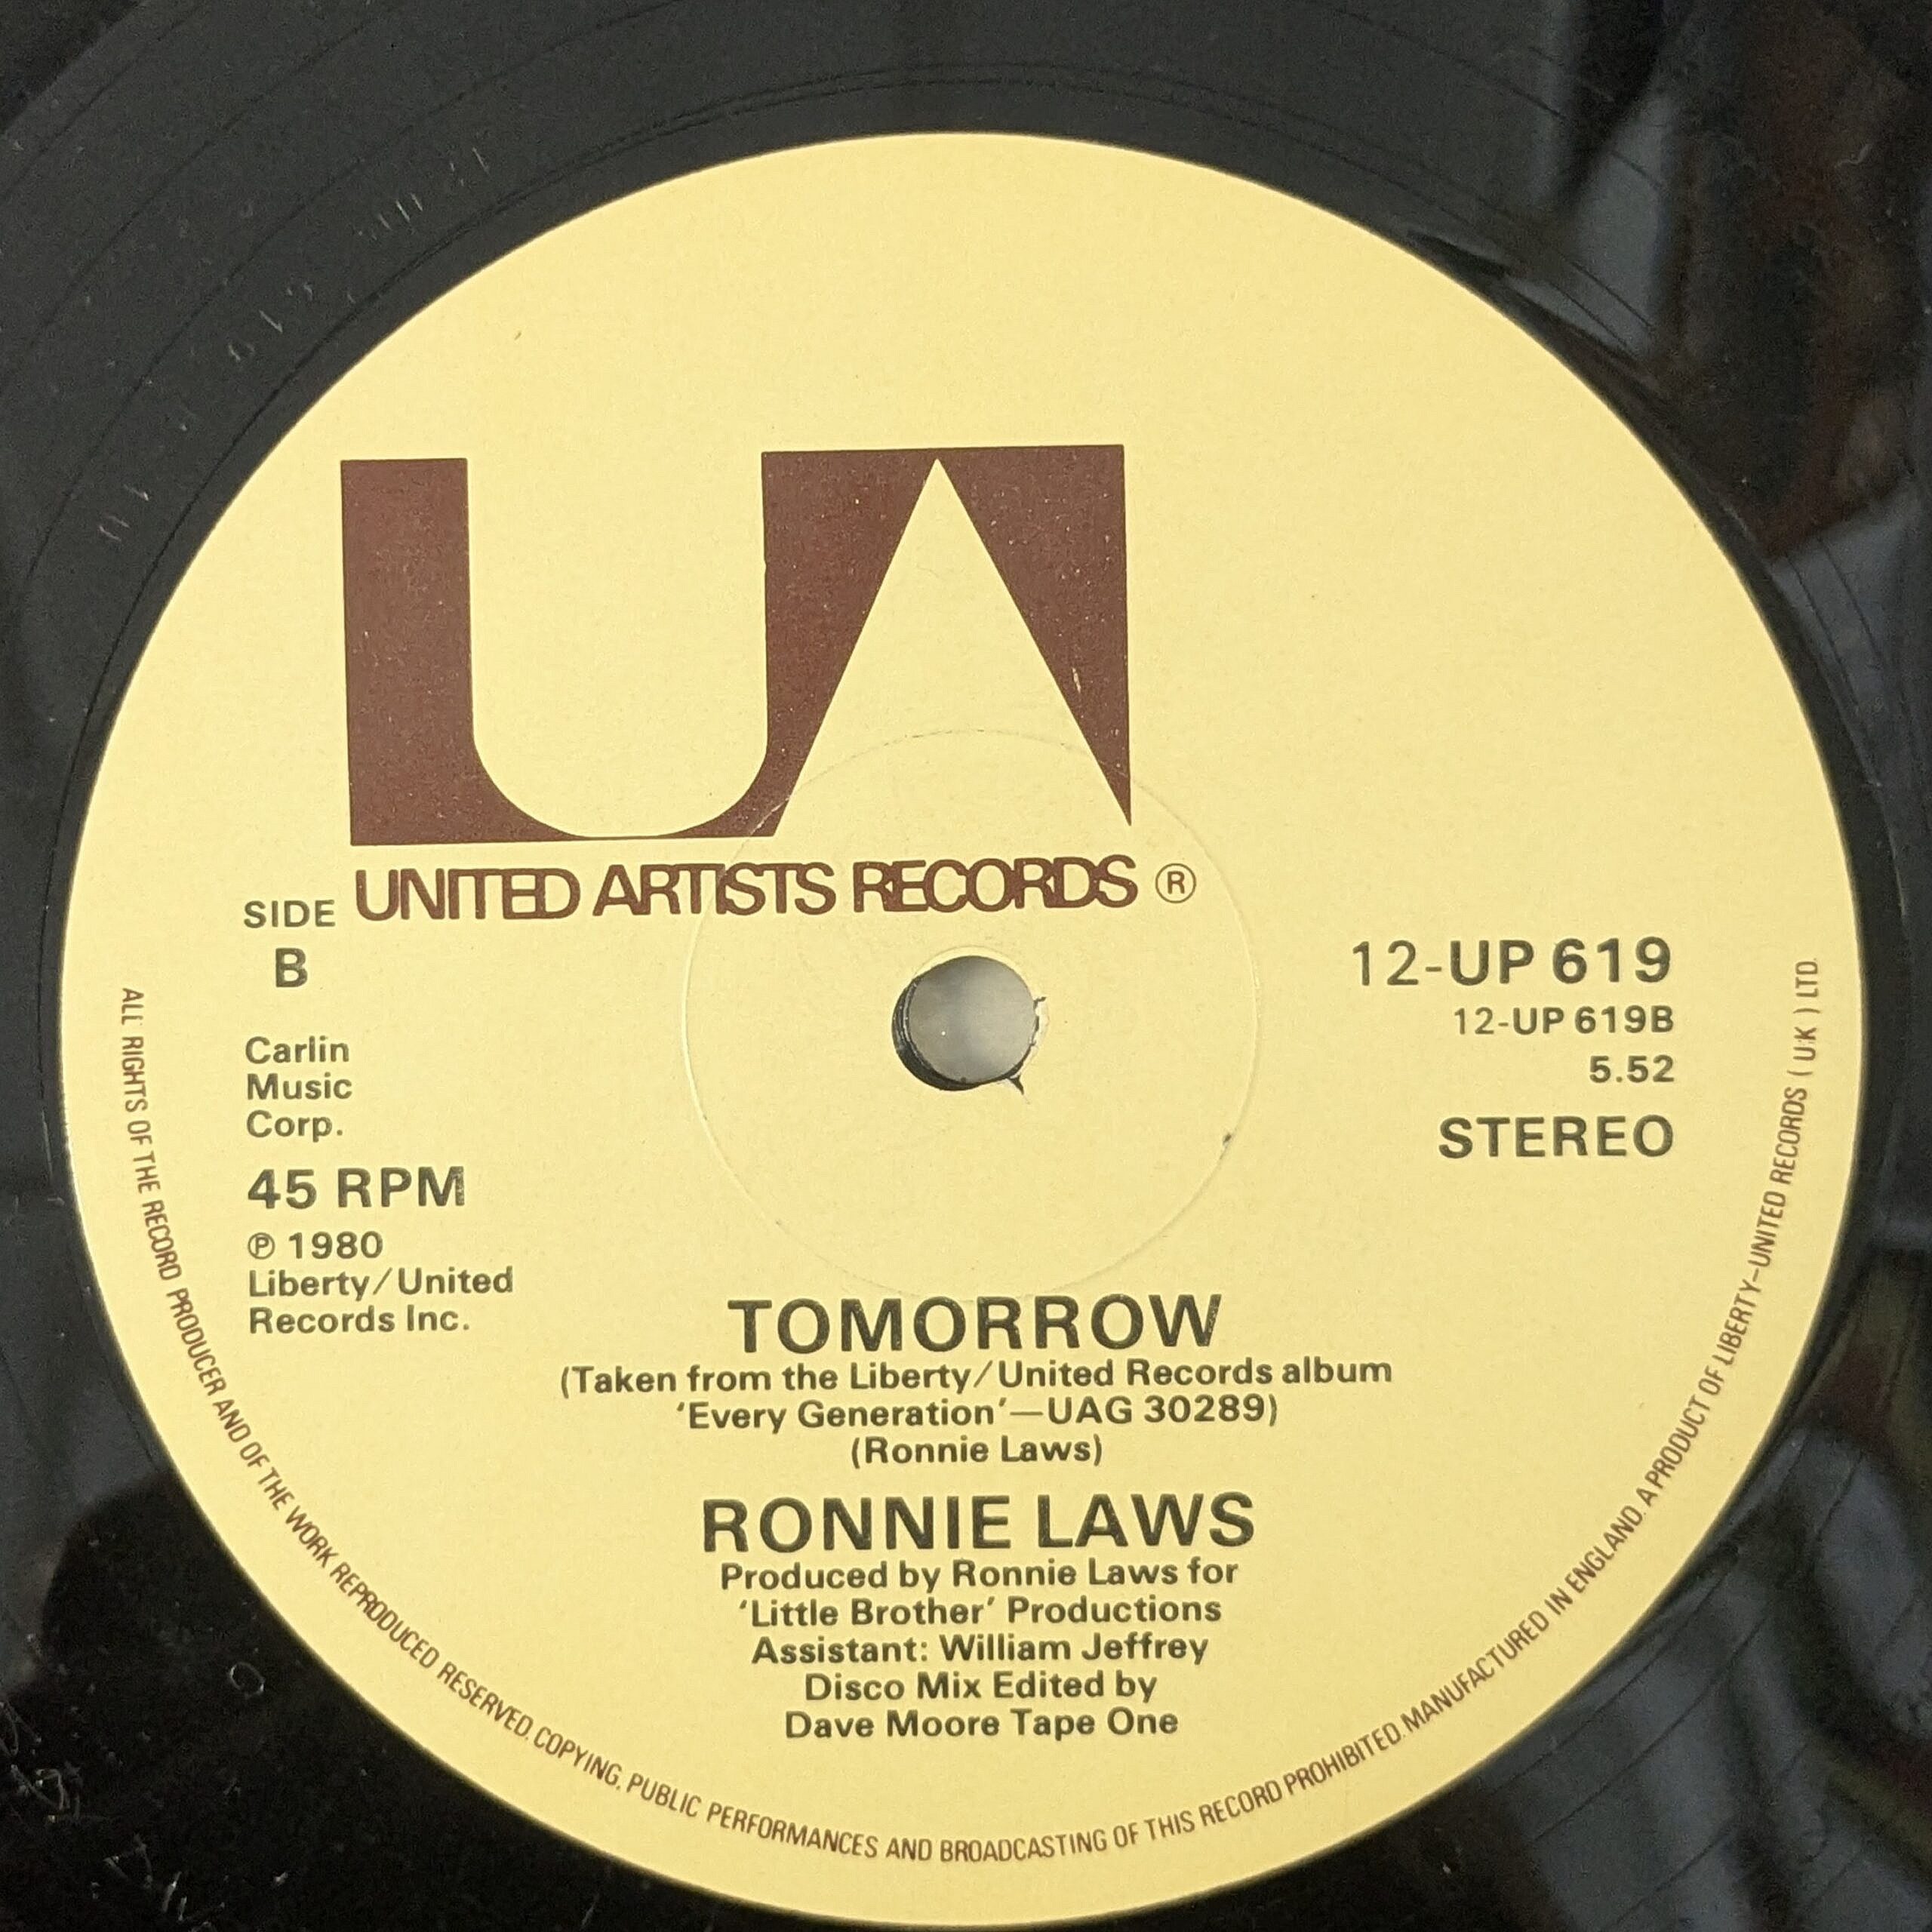 UA
UNITED ARTISTS RECORDS ®
SIDE
B
Carlin
Music
Corp.
45 RPM
℗ 1980
Liberty/United
Records Inc.
12-UP 619
12-UP 619B
5.52
STEREO
TOMORROW
(Taken from the Liberty/United Records album
‘Every Generation’—UAG 30289)
(Ronnie Laws)
RONNIE LAWS
Produced by Ronnie Laws for
‘Little Brother’ Productions
Assistant: William Jeffrey
Disco Mix Edited by
Dave Moore Tape One
ALL RIGHTS OF THE RECORD PRODUCER AND OF THE WORK REPRODUCED RESERVED. COPYING, PUBLIC PERFORMANCES AND BROADCASTING OF THIS RECORD PROHIBITED. MANUFACTURED IN ENGLAND. A PRODUCT OF LIBERTY–UNITED RECORDS ( U.K ) LTD.